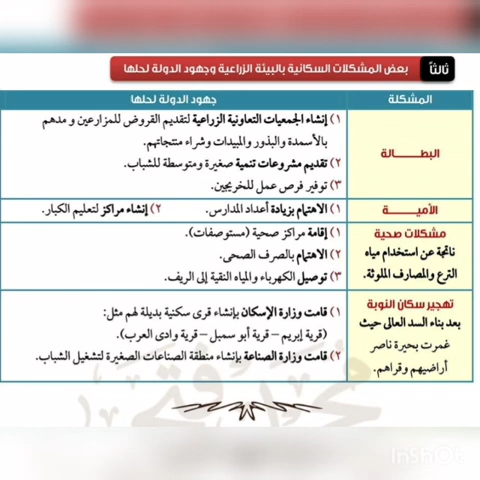 ثالثاً بعض المشكلات السكانية بالبيئة الزراعية وجهود الدولة لحلها
المشكلة
جهود الدولة لحلها
البطـــالة
١) إنشاء الجمعيات التعاونية الزراعية لتقديم القروض للمزارعين و مدهم
بالأسمدة والبذور والمبيدات وشراء منتجاتهم.
٢) تقديم مشروعات تنمية صغيرة ومتوسطة للشباب.
٣) توفير فرص عمل للخريجين.
الأميـــة
١) الاهتمام بزيادة أعداد المدارس. ٢) إنشاء مراكز لتعليم الكبار.
مشكلات صحية
ناتجة عن استخدام مياه
الترع والمصارف الملوثة.
١) إقامة مراكز صحية (مستوصفات).
٢) الاهتمام بالصرف الصحى.
٣) توصيل الكهرباء والمياه النقية إلى الريف.
تهجير سكان النوبة
بعد بناء السد العالى حيث
غمرت بحيرة ناصر
أراضيهم وقراهم.
١) قامت وزارة الإسكان بإنشاء قرى سكنية بديلة لهم مثل:
(قرية إبريم – قرية أبو سمبل – قرية وادى العرب).
٢) قامت وزارة الصناعة بإنشاء منطقة الصناعات الصغيرة لتشغيل الشباب.
InShOt